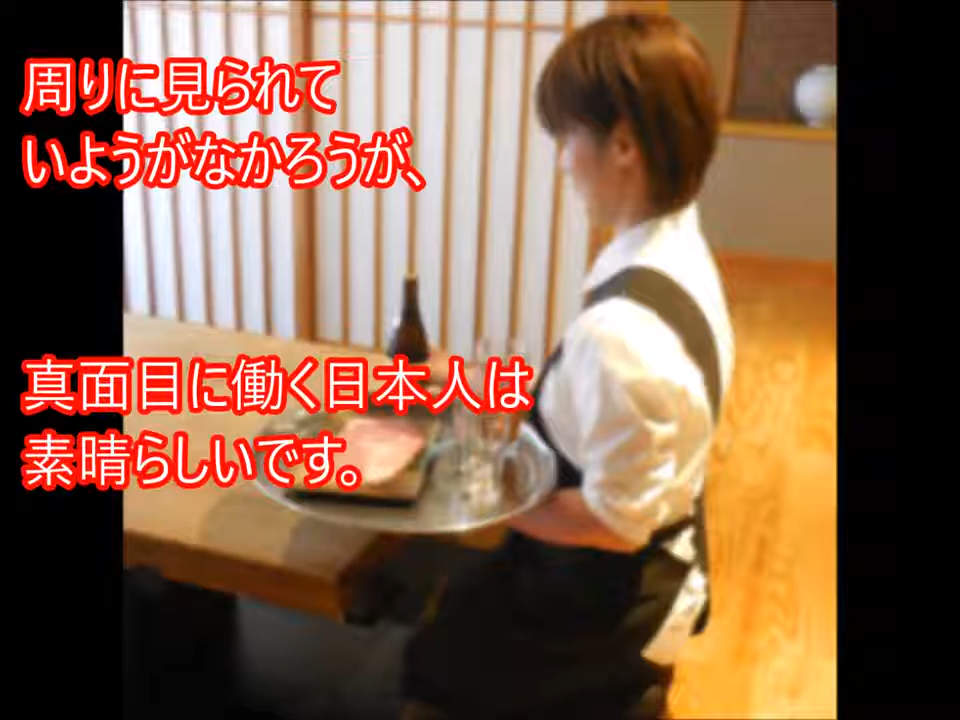 周りに見られて
いようがなかろうが、
真面目に働く日本人は
素晴らしいです。